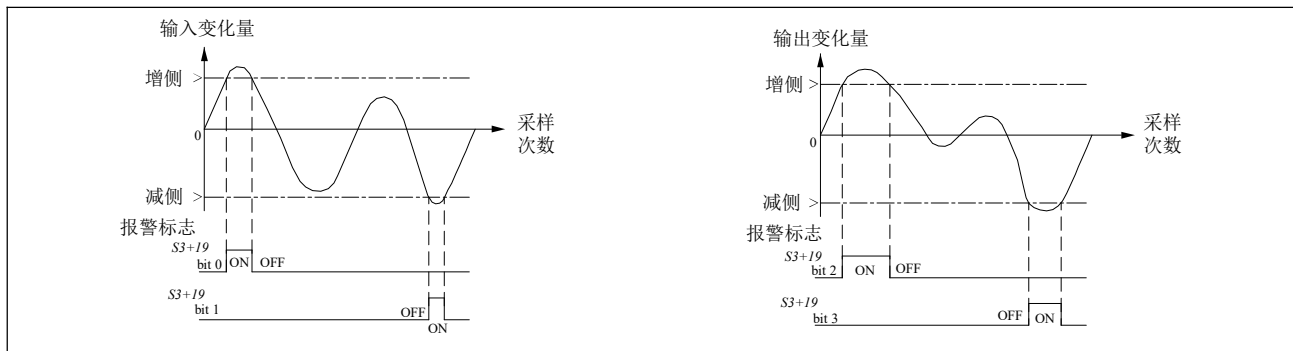 输入变化量
增侧 >
0
采样
次数
减侧 >
报警标志
S3+19
bit 0
ON
OFF
S3+19
bit 1
OFF
ON
输出变化量
增侧 >
0
采样
次数
减侧 >
报警标志
S3+19
bit 2
ON
OFF
S3+19
bit 3
OFF
ON